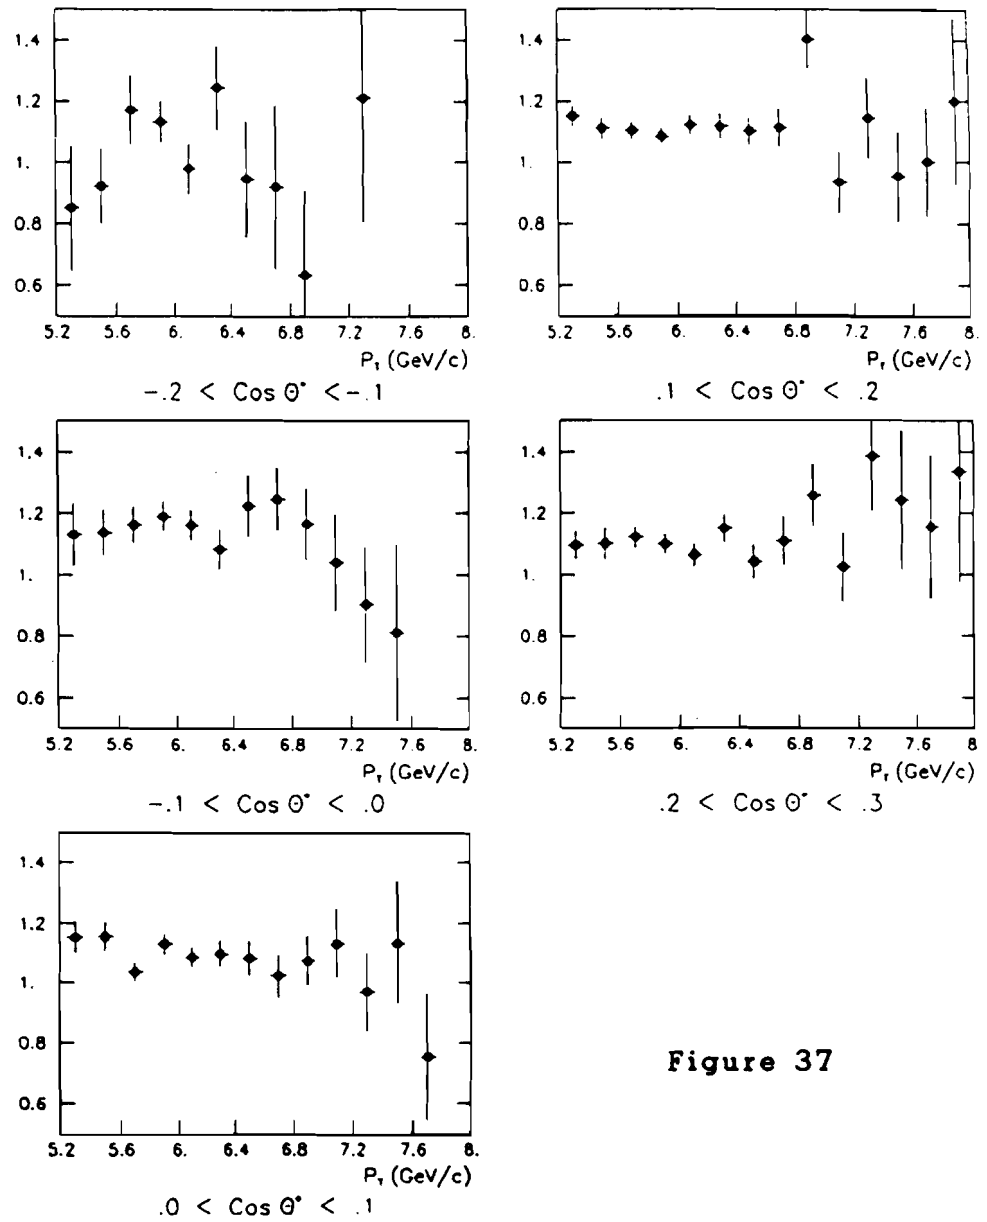 1.4
1.2
1.
0.8
0.6
5.2 5.6 6. 6.4 6.8 7.2 7.6 8.
P_T (GeV/c)
-.2 < Cos Θ* < -.1
1.4
1.2
1.
0.8
0.6
5.2 5.6 6. 6.4 6.8 7.2 7.6 8.
P_T (GeV/c)
.1 < Cos Θ* < .2
1.4
1.2
1.
0.8
0.6
5.2 5.6 6. 6.4 6.8 7.2 7.6 8.
P_T (GeV/c)
-.1 < Cos Θ* < .0
1.4
1.2
1.
0.8
0.6
5.2 5.6 6. 6.4 6.8 7.2 7.6 8.
P_T (GeV/c)
.2 < Cos Θ* < .3
1.4
1.2
1.
0.8
0.6
5.2 5.6 6. 6.4 6.8 7.2 7.6 8.
P_T (GeV/c)
.0 < Cos Θ* < .1
Figure 37